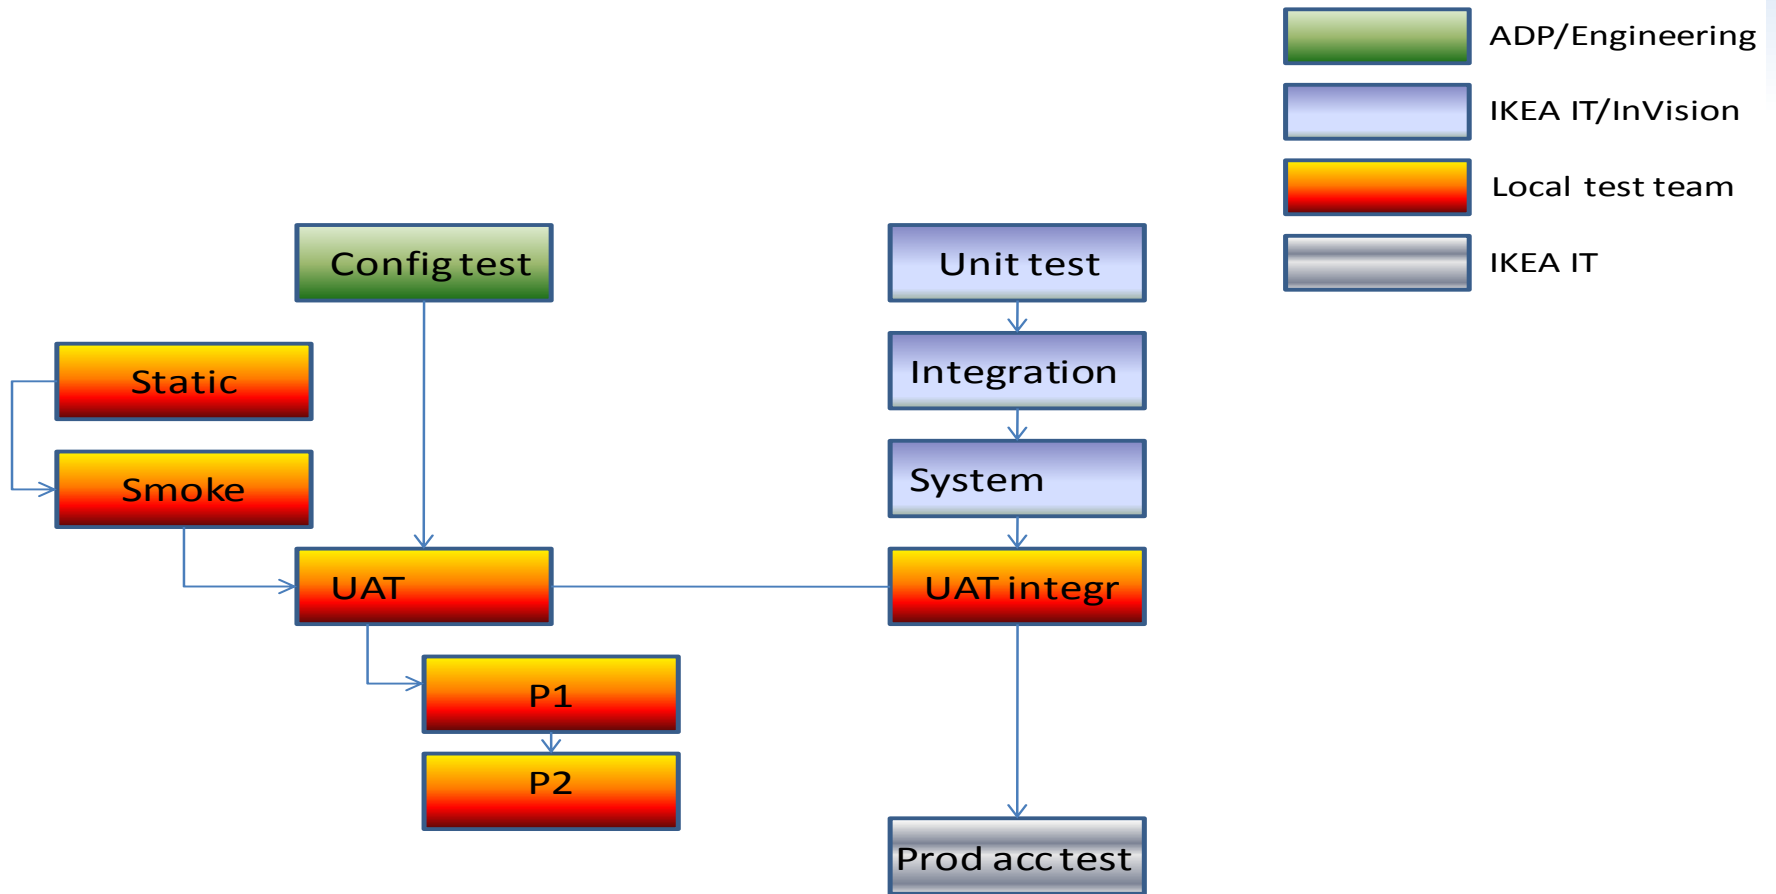 ADP/Engineering
IKEA IT/InVision
Local test team
IKEA IT
Config test
Unit test
Static
Integration
Smoke
System
UAT
UAT integr
P1
P2
Prod acc test